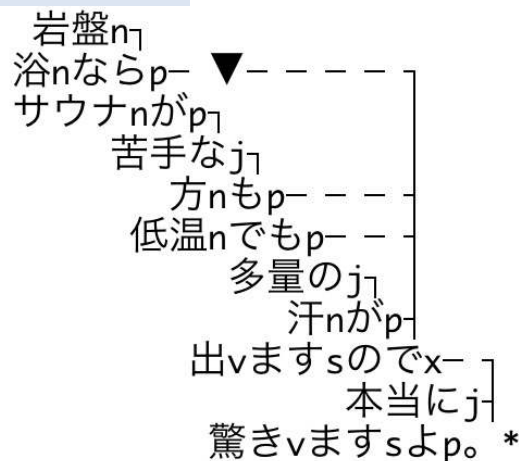 岩盤n
浴nならp ▼
サウナnがp
苦手なj
方nもp
低温nでもp
多量のj
汗nがp
出vますsのでx
本当にj
驚きvますsよp。*